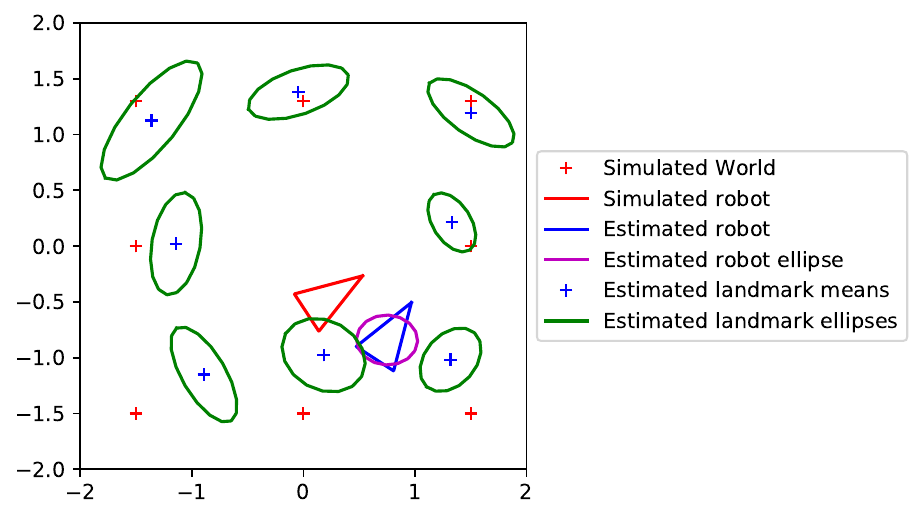 2.0
1.5
1.0
0.5
0.0
−0.5
−1.0
−1.5
−2.0
−2 −1 0 1 2
Simulated World
Simulated robot
Estimated robot
Estimated robot ellipse
Estimated landmark means
Estimated landmark ellipses